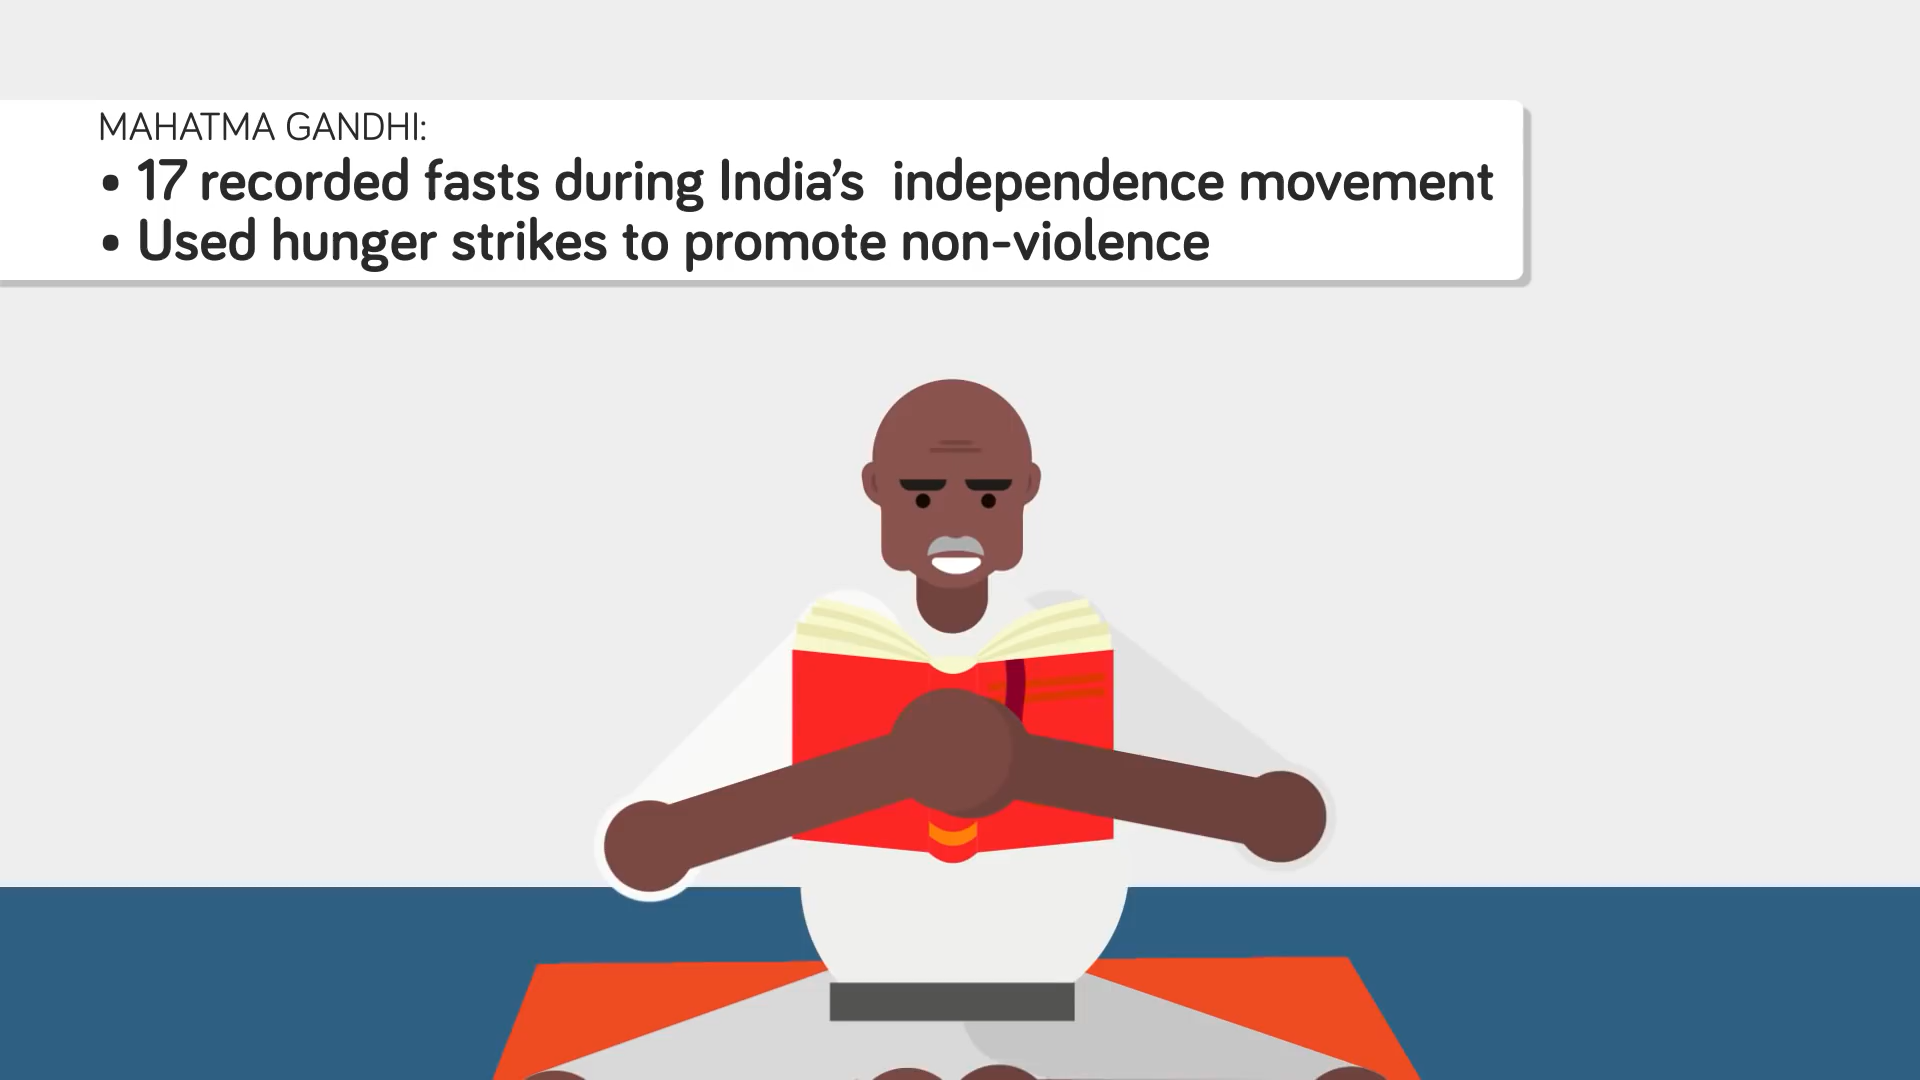 MAHATMA GANDHI:
• 17 recorded fasts during India’s  independence movement
• Used hunger strikes to promote non-violence